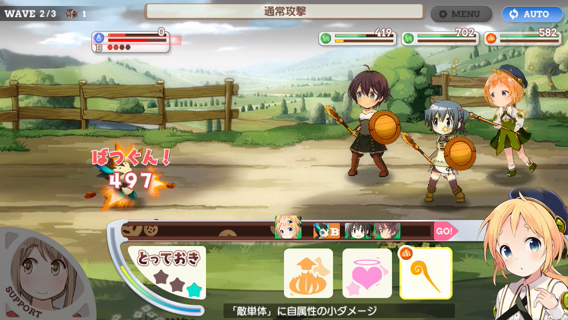 WAVE 2/3 1
通常攻撃
MENU
AUTO
0
419
702
582
ばつぐん!
497
B
GO!
とっておき
SUPPORT
「敵単体」に自属性の小ダメージ